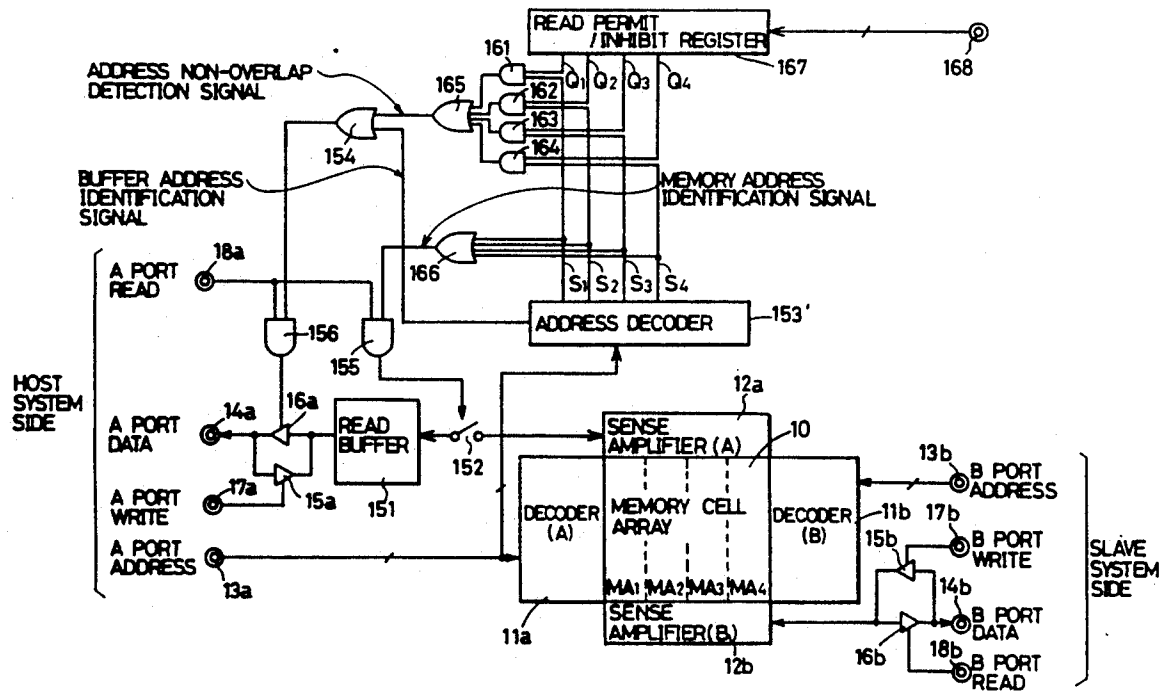 READ PERMIT
/INHIBIT REGISTER
167
168
161
Q1 Q2 Q3 Q4
ADDRESS NON-OVERLAP
DETECTION SIGNAL
165
162
163
164
154
BUFFER ADDRESS
IDENTIFICATION
SIGNAL
MEMORY ADDRESS
IDENTIFICATION SIGNAL
166
S1 S2 S3 S4
18a
A PORT
READ
ADDRESS DECODER
153'
156
155
HOST
SYSTEM
SIDE
14a
A PORT
DATA
16a
READ
BUFFER
152
12a
SENSE
AMPLIFIER (A)
10
17a
A PORT
WRITE
15a
151
DECODER
(A)
MEMORY CELL
ARRAY
DECODER
(B)
13b
B PORT
ADDRESS
11b
17b
B PORT
WRITE
15b
SLAVE
SYSTEM
SIDE
A PORT
ADDRESS
13a
MA1 MA2 MA3 MA4
11a
SENSE
AMPLIFIER(B)
12b
14b
B PORT
DATA
16b
18b
B PORT
READ